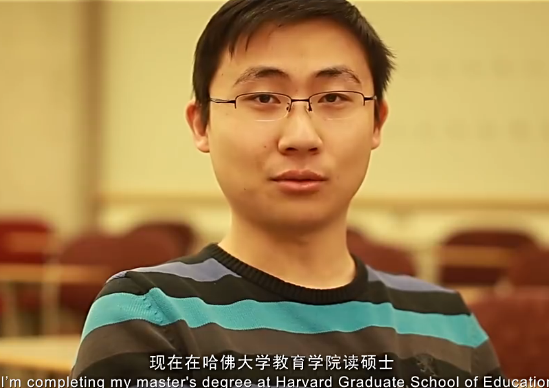 现在在哈佛大学教育学院读硕士
I'm completing my master's degree at Harvard Graduate School of Education